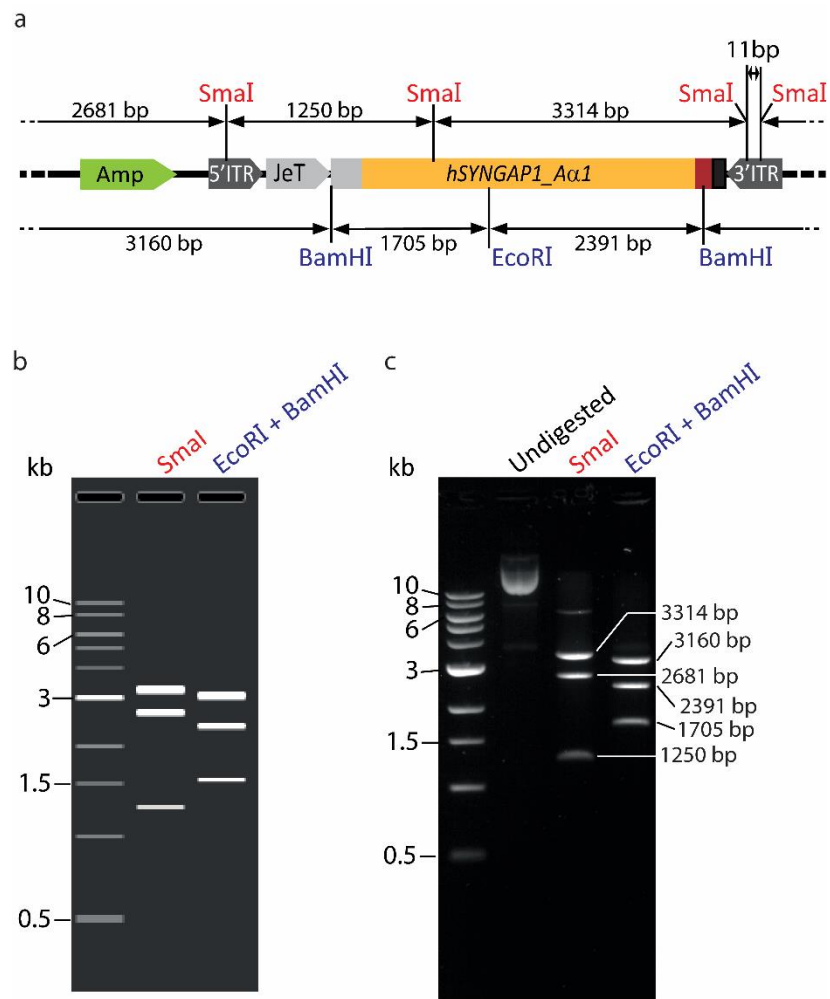 a
11bp
SmaI SmaI SmaI SmaI
2681 bp 1250 bp 3314 bp
Amp 5'ITR JeT hSYNGAP1_Aα1 3'ITR
3160 bp 1705 bp 2391 bp
BamHI EcoRI BamHI
b
kb
SmaI
EcoRI + BamHI
10
8
6
3
1.5
0.5
c
kb
Undigested
SmaI
EcoRI + BamHI
10
8
6
3
1.5
0.5
3314 bp
3160 bp
2681 bp
2391 bp
1705 bp
1250 bp